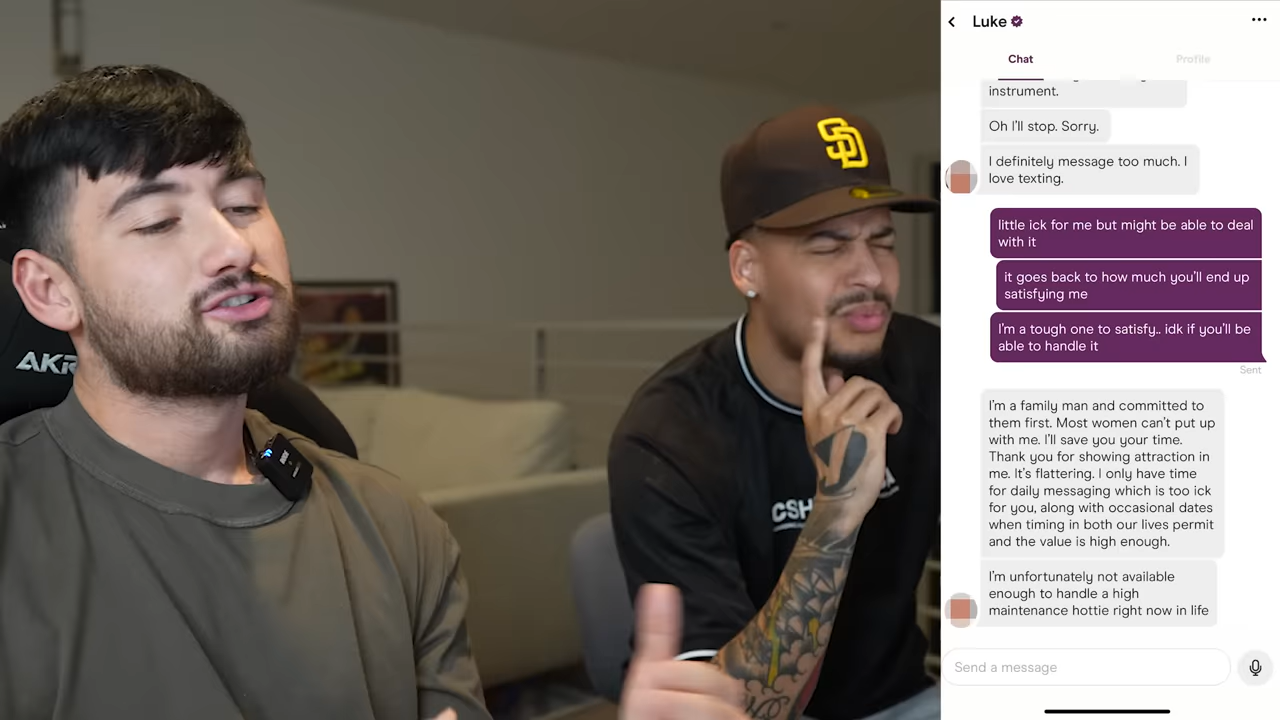 Luke
Chat
Profile
instrument.
Oh I'll stop. Sorry.
I definitely message too much. I
love texting.
little ick for me but might be able to deal
with it
it goes back to how much you'll end up
satisfying me
I'm a tough one to satisfy.. idk if you'll be
able to handle it
Sent
I'm a family man and committed to
them first. Most women can't put up
with me. I'll save you your time.
Thank you for showing attraction in
me. It's flattering. I only have time
for daily messaging which is too ick
for you, along with occasional dates
when timing in both our lives permit
and the value is high enough.
I'm unfortunately not available
enough to handle a high
maintenance hottie right now in life
Send a message
SD
AKR
CSH